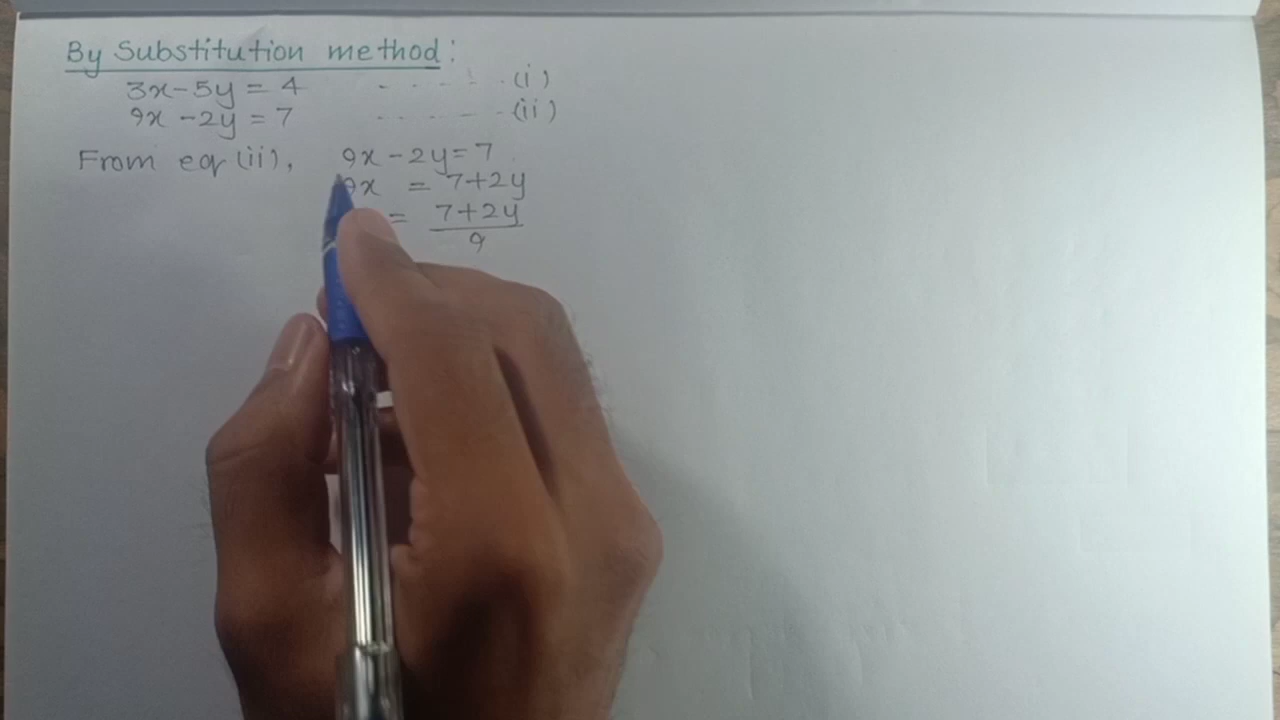 By Substitution method:
3x-5y = 4 ....... (i)
9x -2y = 7 ....... (ii)
From eq (ii), 9x - 2y = 7
9x = 7+2y
= 7+2y
9